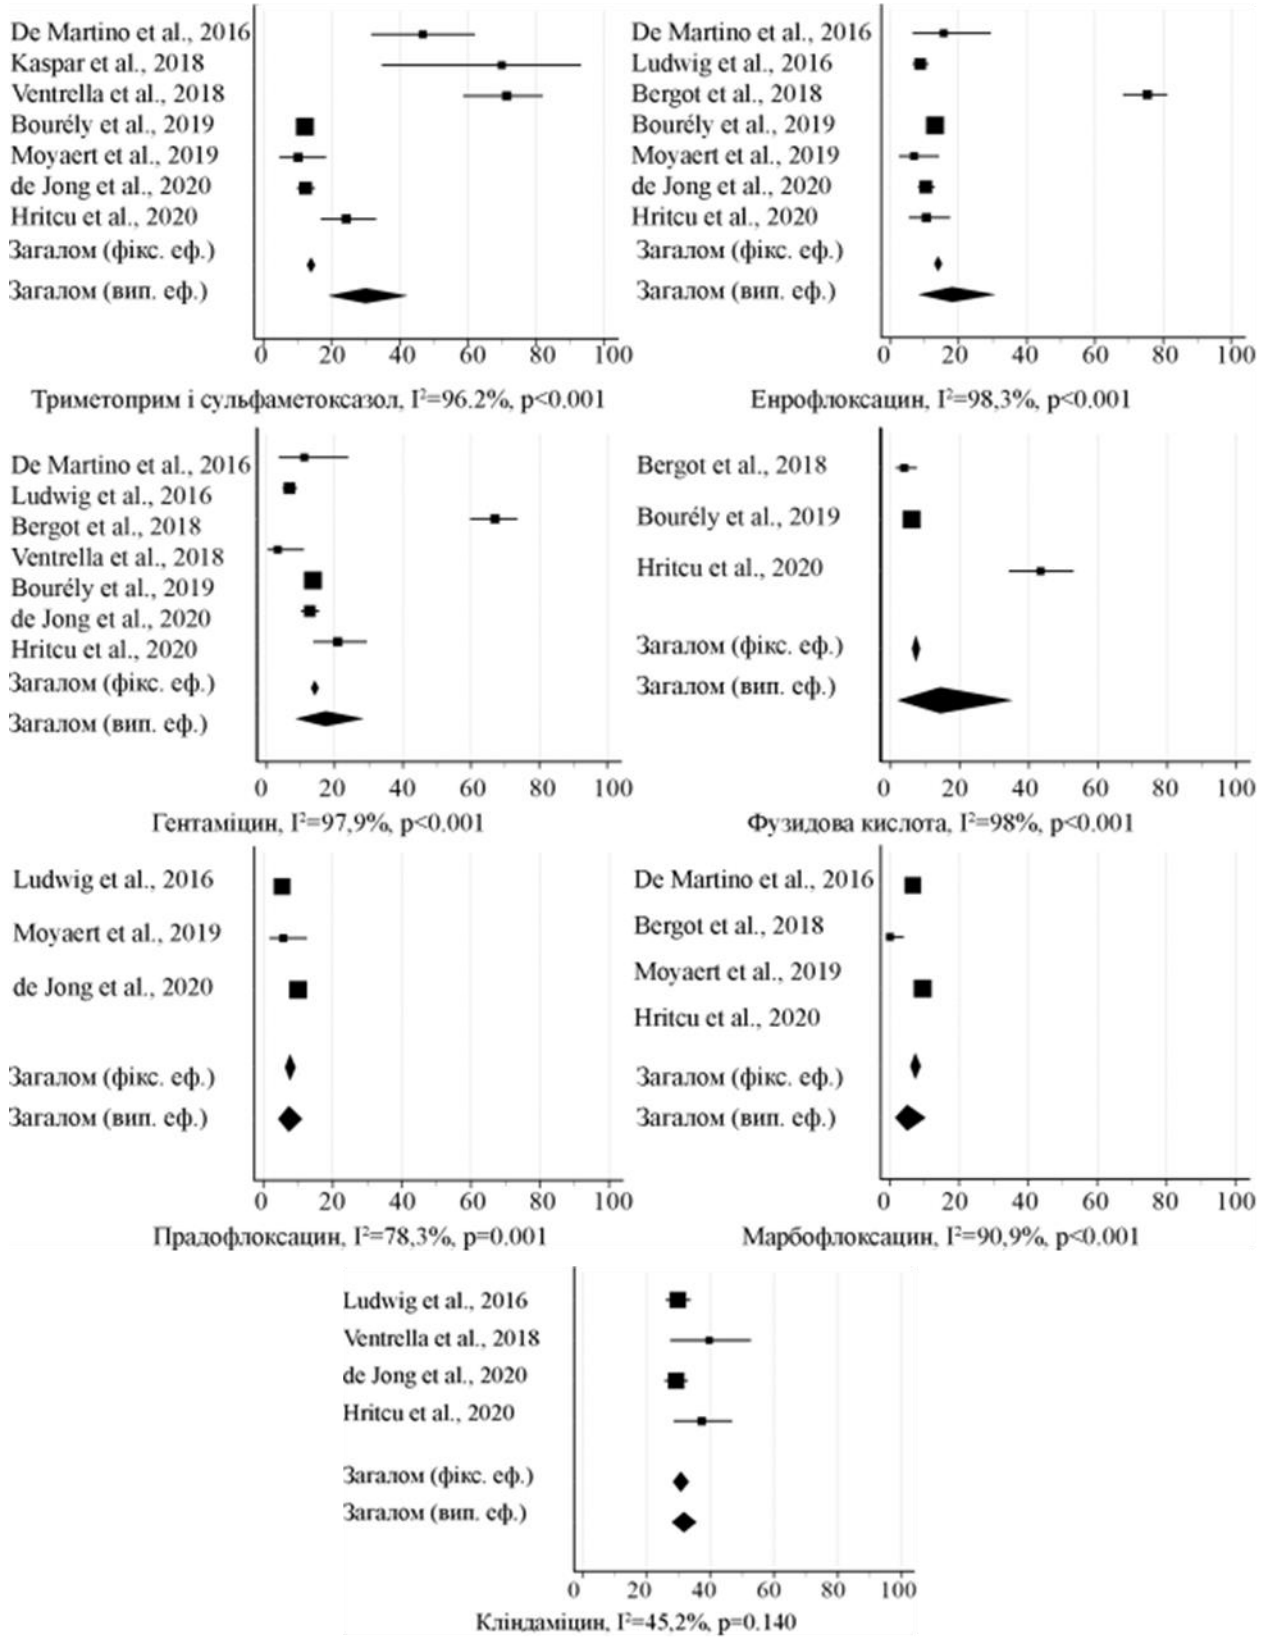 De Martino et al., 2016
Kaspar et al., 2018
Ventrella et al., 2018
Bourély et al., 2019
Moyaert et al., 2019
de Jong et al., 2020
Hritcu et al., 2020
Загалом (фікс. еф.)
Загалом (вип. еф.)
0 20 40 60 80 100
Триметоприм і сульфаметоксазол, I²=96.2%, p<0.001
De Martino et al., 2016
Ludwig et al., 2016
Bergot et al., 2018
Bourély et al., 2019
Moyaert et al., 2019
de Jong et al., 2020
Hritcu et al., 2020
Загалом (фікс. еф.)
Загалом (вип. еф.)
0 20 40 60 80 100
Енрофлоксацин, I²=98,3%, p<0.001
De Martino et al., 2016
Ludwig et al., 2016
Bergot et al., 2018
Ventrella et al., 2018
Bourély et al., 2019
de Jong et al., 2020
Hritcu et al., 2020
Загалом (фікс. еф.)
Загалом (вип. еф.)
0 20 40 60 80 100
Гентаміцин, I²=97,9%, p<0.001
Bergot et al., 2018
Bourély et al., 2019
Hritcu et al., 2020
Загалом (фікс. еф.)
Загалом (вип. еф.)
0 20 40 60 80 100
Фузидова кислота, I²=98%, p<0.001
Ludwig et al., 2016
Moyaert et al., 2019
de Jong et al., 2020
Загалом (фікс. еф.)
Загалом (вип. еф.)
0 20 40 60 80 100
Прадофлоксацин, I²=78,3%, p=0.001
De Martino et al., 2016
Bergot et al., 2018
Moyaert et al., 2019
Hritcu et al., 2020
Загалом (фікс. еф.)
Загалом (вип. еф.)
0 20 40 60 80 100
Марбофлоксацин, I²=90,9%, p<0.001
Ludwig et al., 2016
Ventrella et al., 2018
de Jong et al., 2020
Hritcu et al., 2020
Загалом (фікс. еф.)
Загалом (вип. еф.)
0 20 40 60 80 100
Кліндаміцин, I²=45,2%, p=0.140